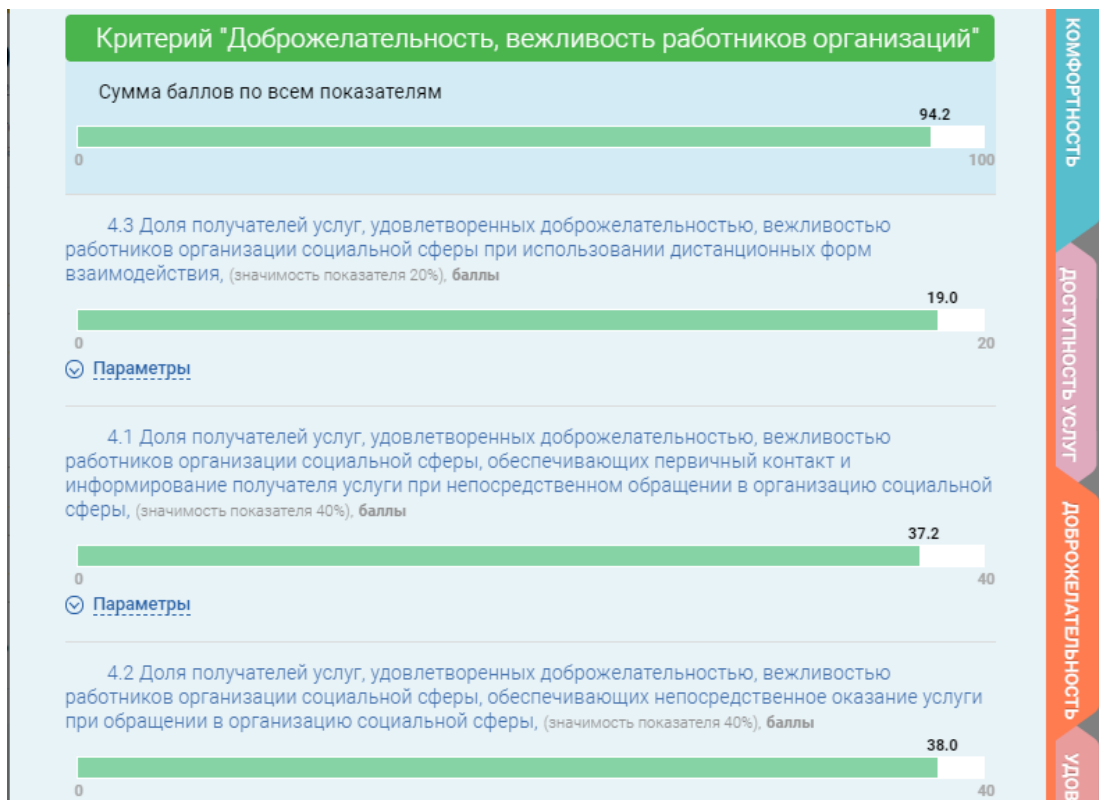 Критерий "Доброжелательность, вежливость работников организаций"
Сумма баллов по всем показателям
94.2
0 100
4.3 Доля получателей услуг, удовлетворенных доброжелательностью, вежливостью
работников организации социальной сферы при использовании дистанционных форм
взаимодействия, (значимость показателя 20%), баллы
19.0
0 20
Параметры
4.1 Доля получателей услуг, удовлетворенных доброжелательностью, вежливостью
работников организации социальной сферы, обеспечивающих первичный контакт и
информирование получателя услуги при непосредственном обращении в организацию социальной
сферы, (значимость показателя 40%), баллы
37.2
0 40
Параметры
4.2 Доля получателей услуг, удовлетворенных доброжелательностью, вежливостью
работников организации социальной сферы, обеспечивающих непосредственное оказание услуги
при обращении в организацию социальной сферы, (значимость показателя 40%), баллы
38.0
0 40
КОМФОРТНОСТЬ
ДОСТУПНОСТЬ УСЛУГ
ДОБРОЖЕЛАТЕЛЬНОСТЬ
УДОВ